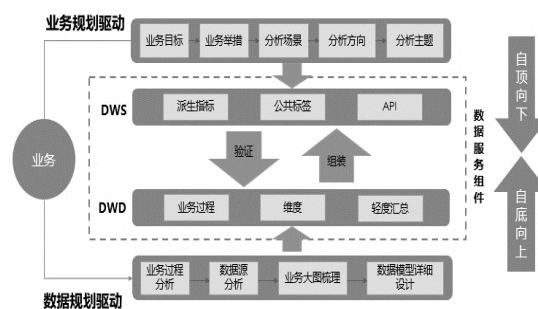 业务规划驱动
业务目标
业务举措
分析场景
分析方向
分析主题
DWS
派生指标
公共标签
API
验证
组装
业务
DWD
业务过程
维度
轻度汇总
业务过程
分析
数据源
分析
业务大图梳理
数据模型详细
设计
数据规划驱动
数据服务组件
自顶向下
自底向上